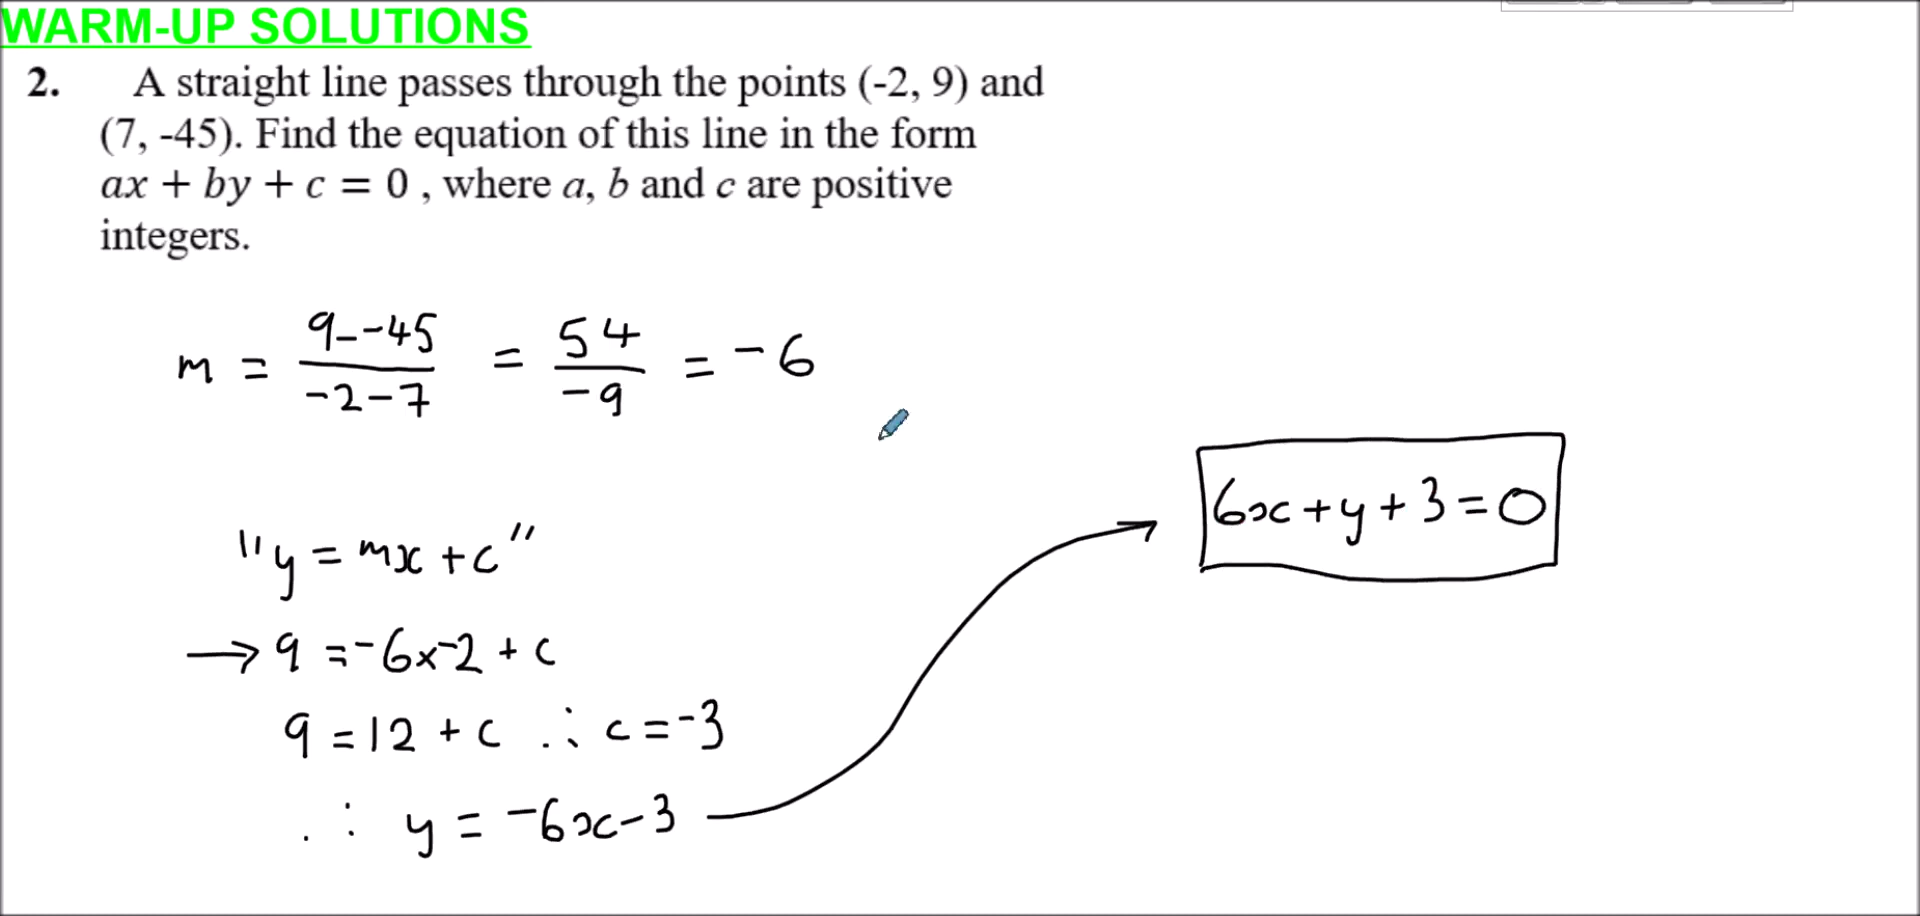 WARM-UP SOLUTIONS
2. A straight line passes through the points (-2, 9) and
(7, -45). Find the equation of this line in the form
ax + by + c = 0 , where a, b and c are positive
integers.
m = \frac{9--45}{-2-7} = \frac{54}{-9} = -6
"y = mx + c"
→ 9 = -6x-2 + c
9 = 12 + c ∴ c = -3
∴ y = -6x - 3
6x + y + 3 = 0